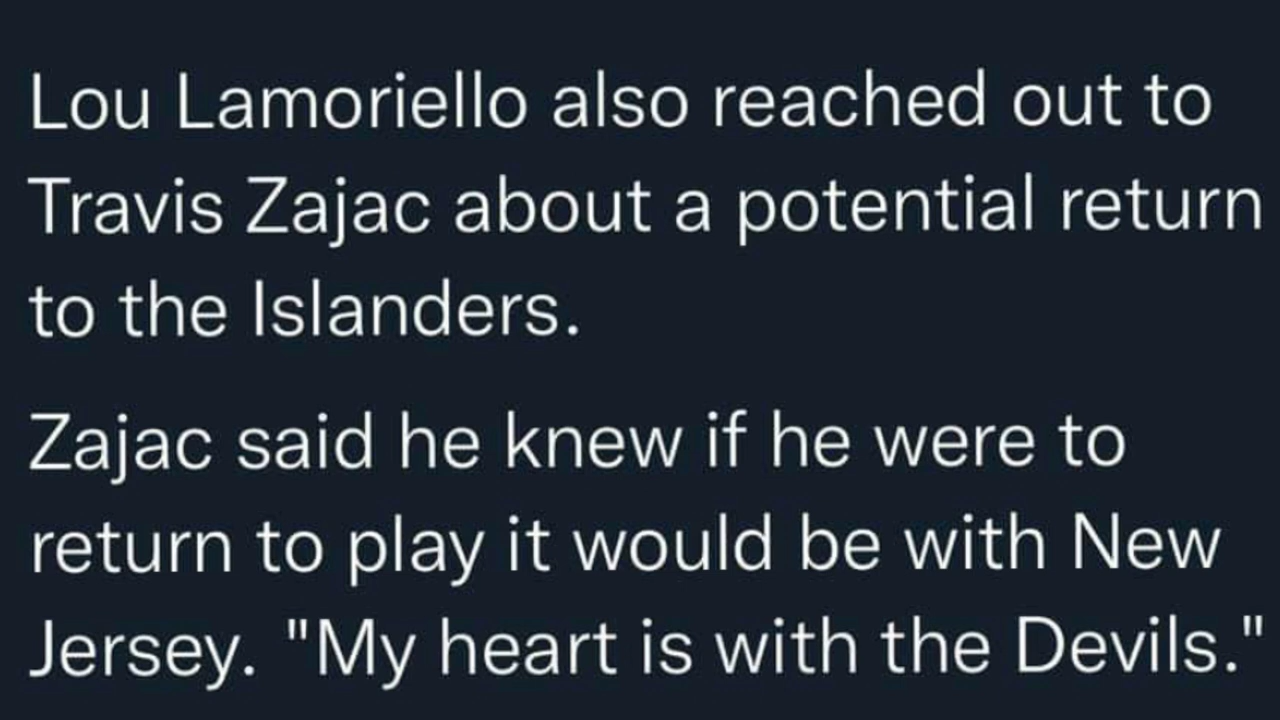 Lou Lamoriello also reached out to
Travis Zajac about a potential return
to the Islanders.
Zajac said he knew if he were to
return to play it would be with New
Jersey. "My heart is with the Devils."